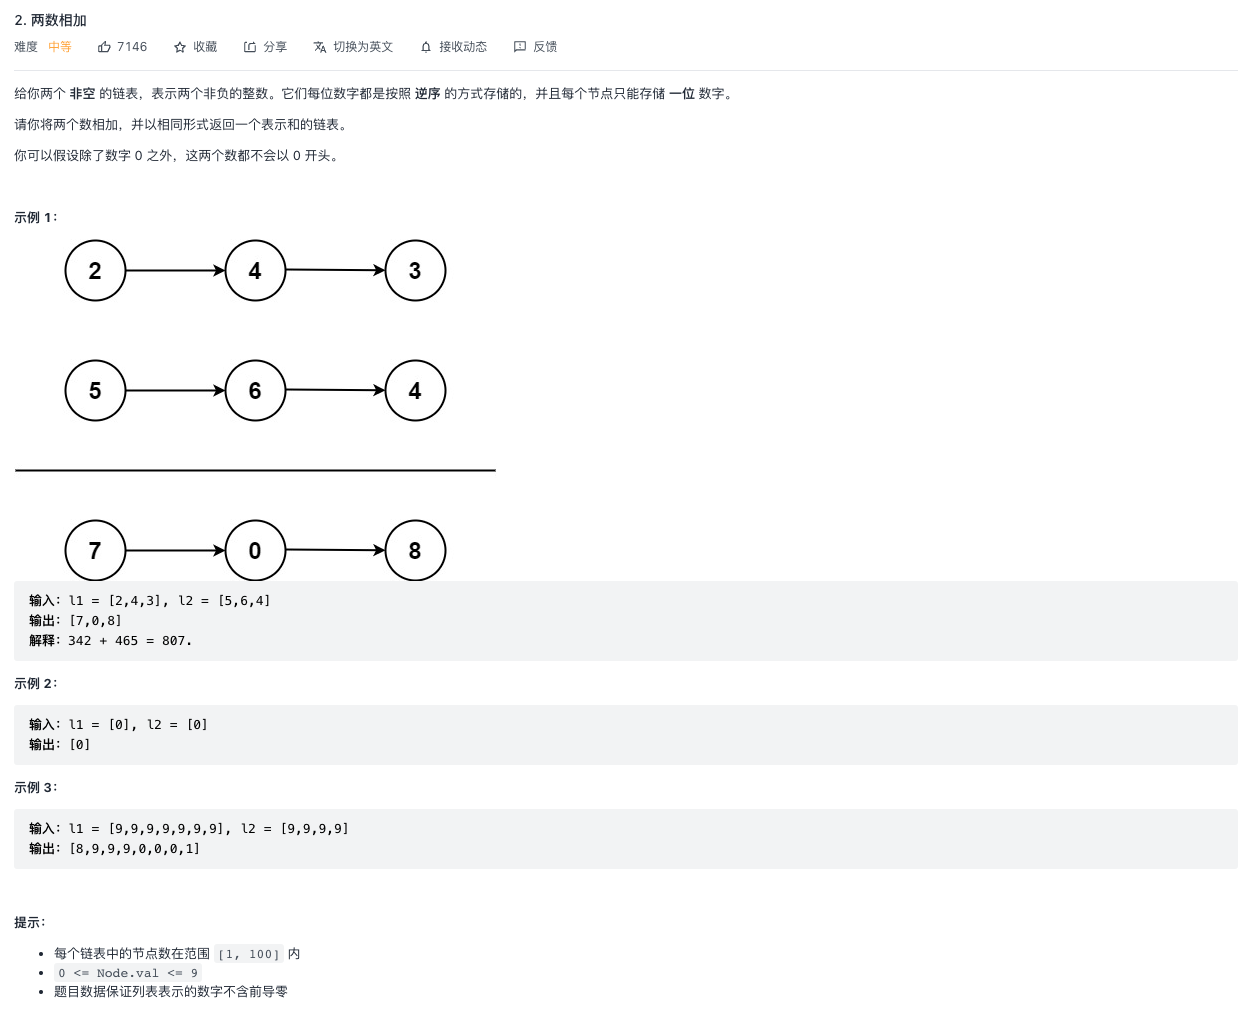 2. 两数相加
难度 中等 7146 收藏 分享 切换为英文 接收动态 反馈
给你两个 非空 的链表，表示两个非负的整数。它们每位数字都是按照 逆序 的方式存储的，并且每个节点只能存储 一位 数字。
请你将两个数相加，并以相同形式返回一个表示和的链表。
你可以假设除了数字 0 之外，这两个数都不会以 0 开头。
示例 1：
2 4 3
5 6 4
7 0 8
输入：l1 = [2,4,3], l2 = [5,6,4]
输出：[7,0,8]
解释：342 + 465 = 807.
示例 2：
输入：l1 = [0], l2 = [0]
输出：[0]
示例 3：
输入：l1 = [9,9,9,9,9,9,9], l2 = [9,9,9,9]
输出：[8,9,9,9,0,0,0,1]
提示：
每个链表中的节点数在范围 [1, 100] 内
0 <= Node.val <= 9
题目数据保证列表表示的数字不含前导零